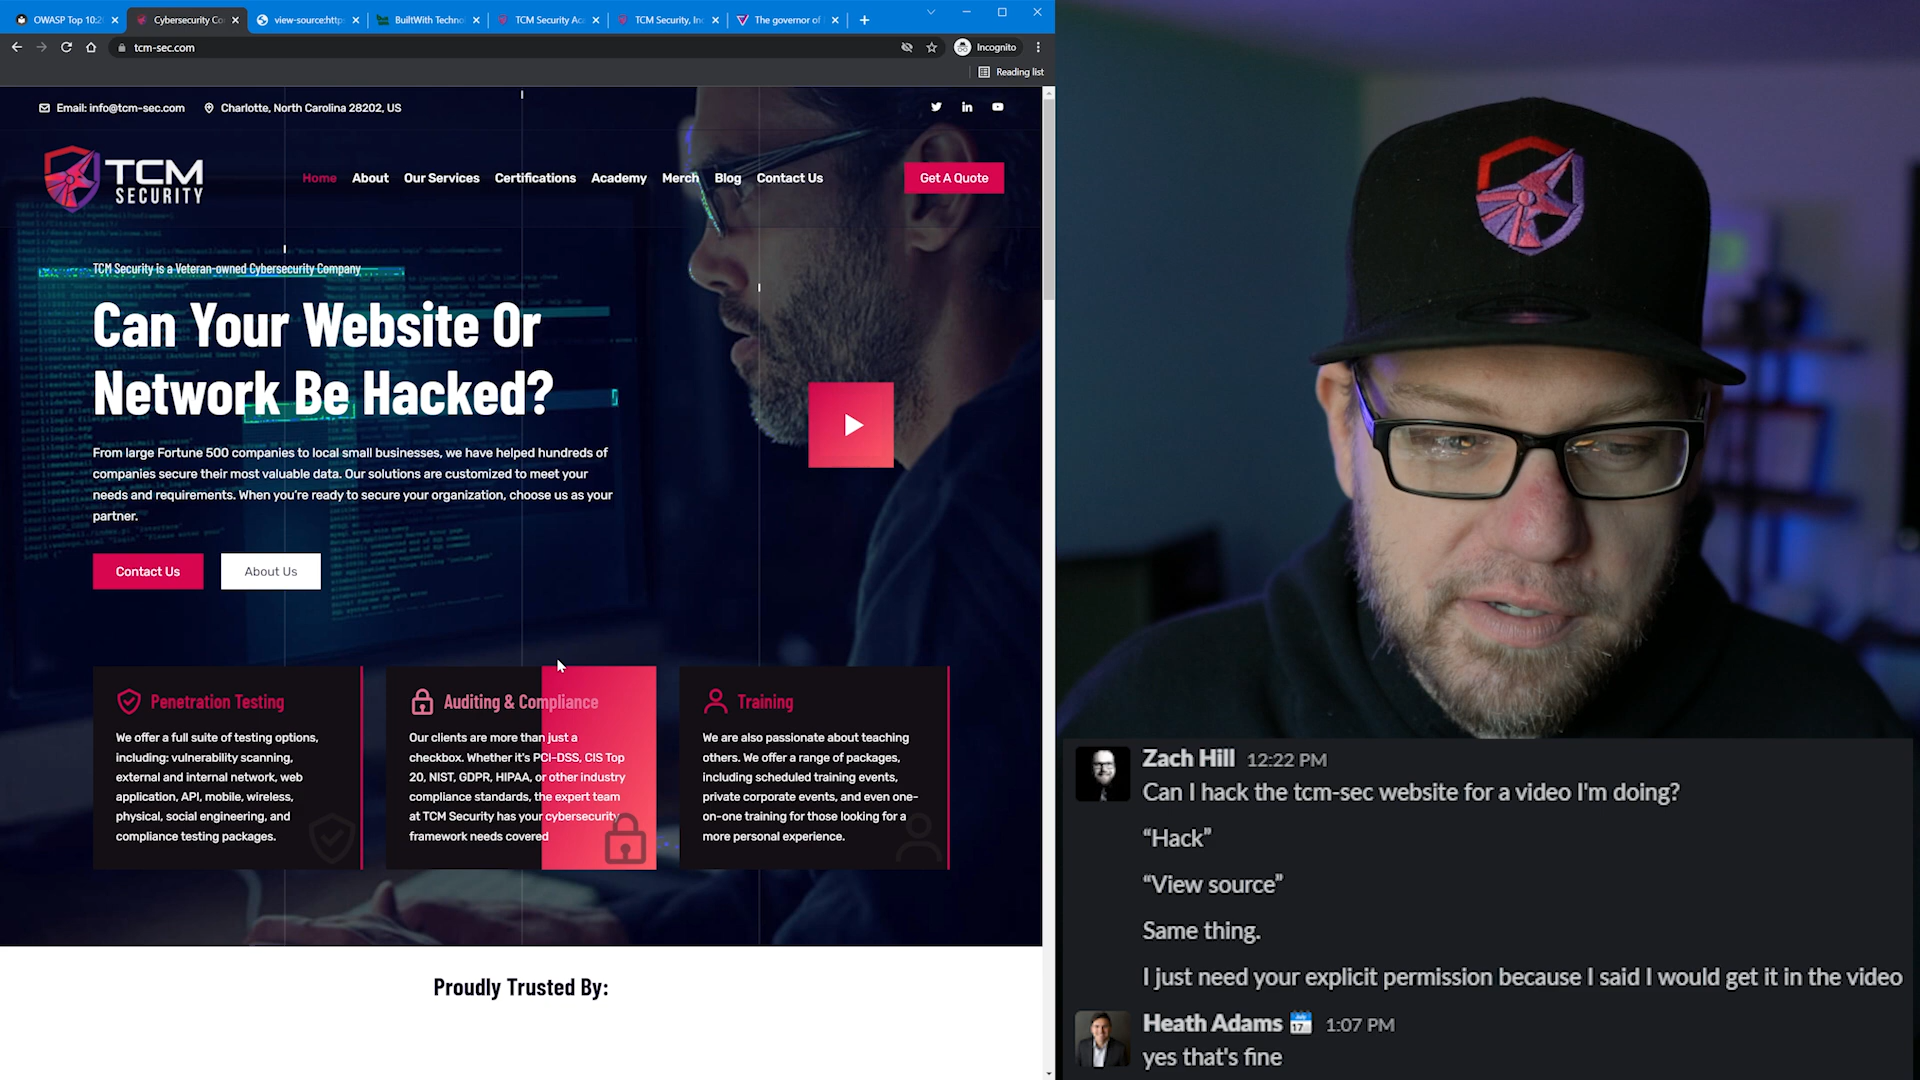 OWASP Top 10:2
Cybersecurity Co
view-source:http
BuiltWith Techno
TCM Security Ac
TCM Security, In
The governor of
tcm-sec.com
Incognito
Reading list
Email: info@tcm-sec.com
Charlotte, North Carolina 28202, US
TCM
SECURITY
Home
About
Our Services
Certifications
Academy
Merch
Blog
Contact Us
Get A Quote
TCM Security is a Veteran-owned Cybersecurity Company
Can Your Website Or
Network Be Hacked?
From large Fortune 500 companies to local small businesses, we have helped hundreds of
companies secure their most valuable data. Our solutions are customized to meet your
needs and requirements. When you're ready to secure your organization, choose us as your
partner.
Contact Us
About Us
Penetration Testing
We offer a full suite of testing options,
including: vulnerability scanning,
external and internal network, web
application, API, mobile, wireless,
physical, social engineering, and
compliance testing packages.
Auditing & Compliance
Our clients are more than just a
checkbox. Whether it's PCI-DSS, CIS Top
20, NIST, GDPR, HIPAA, or other industry
compliance standards, the expert team
at TCM Security has your cybersecurity
framework needs covered
Training
We are also passionate about teaching
others. We offer a range of packages,
including scheduled training events,
private corporate events, and even one-
on-one training for those looking for a
more personal experience.
Proudly Trusted By:
Zach Hill 12:22 PM
Can I hack the tcm-sec website for a video I'm doing?
“Hack”
“View source”
Same thing.
I just need your explicit permission because I said I would get it in the video
Heath Adams 1:07 PM
yes that's fine